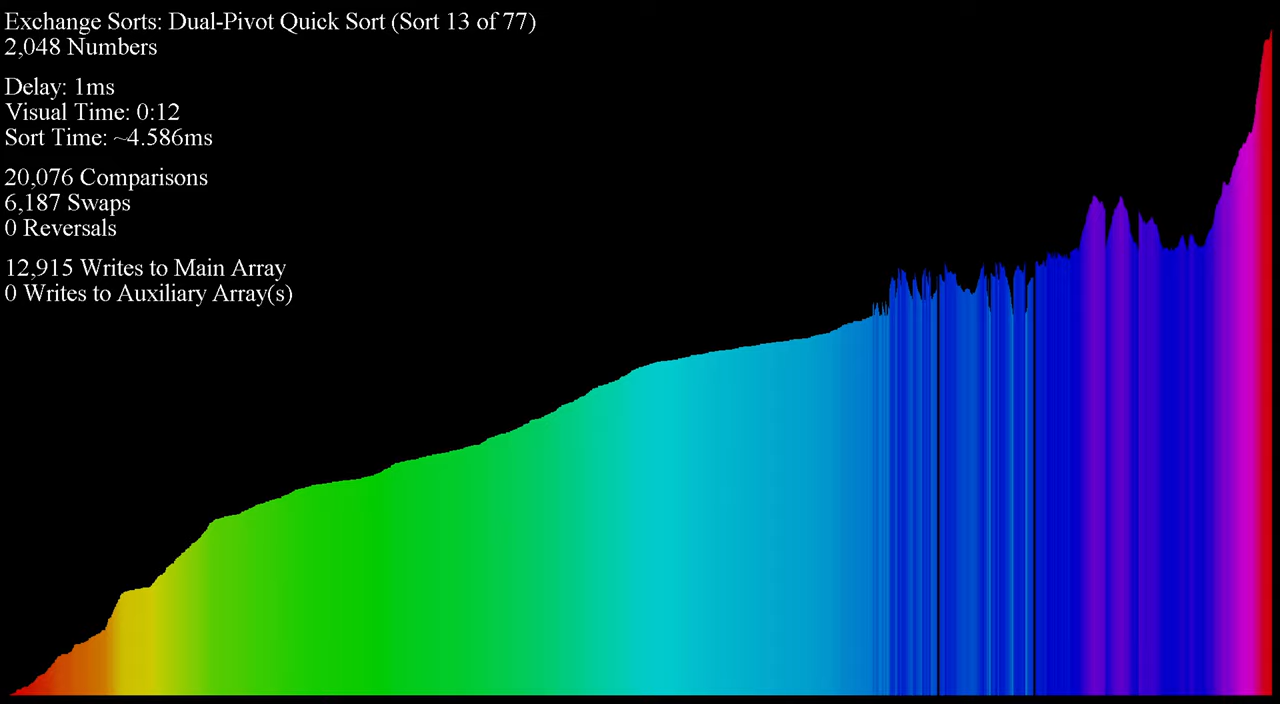 Exchange Sorts: Dual-Pivot Quick Sort (Sort 13 of 77)
2,048 Numbers
Delay: 1ms
Visual Time: 0:12
Sort Time: ~4.586ms
20,076 Comparisons
6,187 Swaps
0 Reversals
12,915 Writes to Main Array
0 Writes to Auxiliary Array(s)